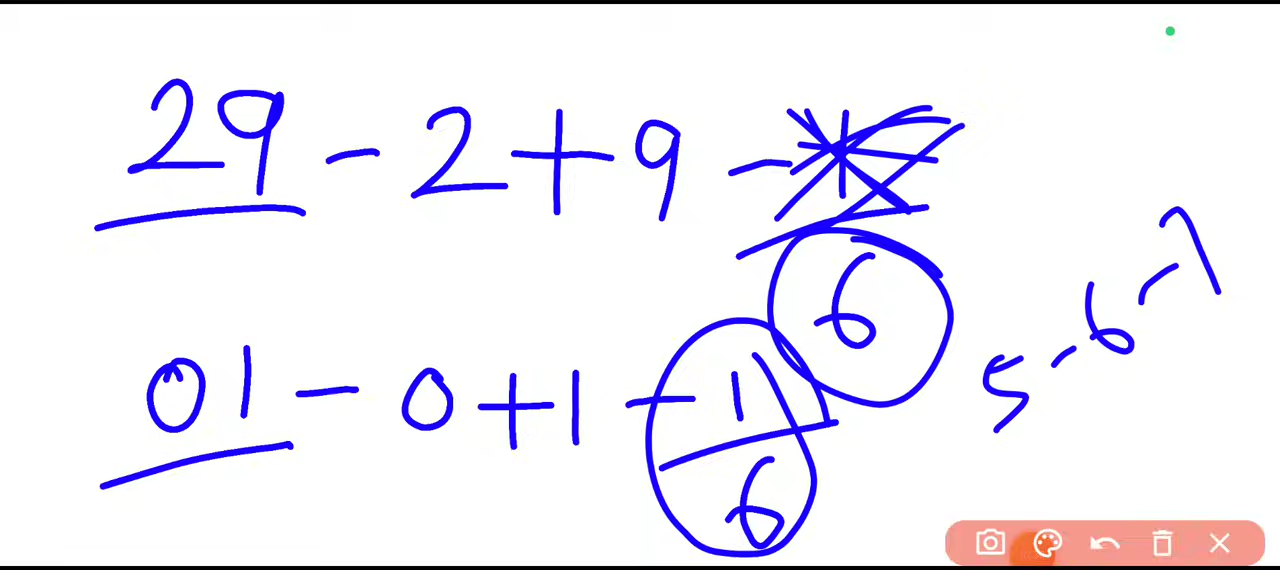 29 - 2 + 9 -
6
5 - 6 - 7
01 - 0 + 1 - 1
6